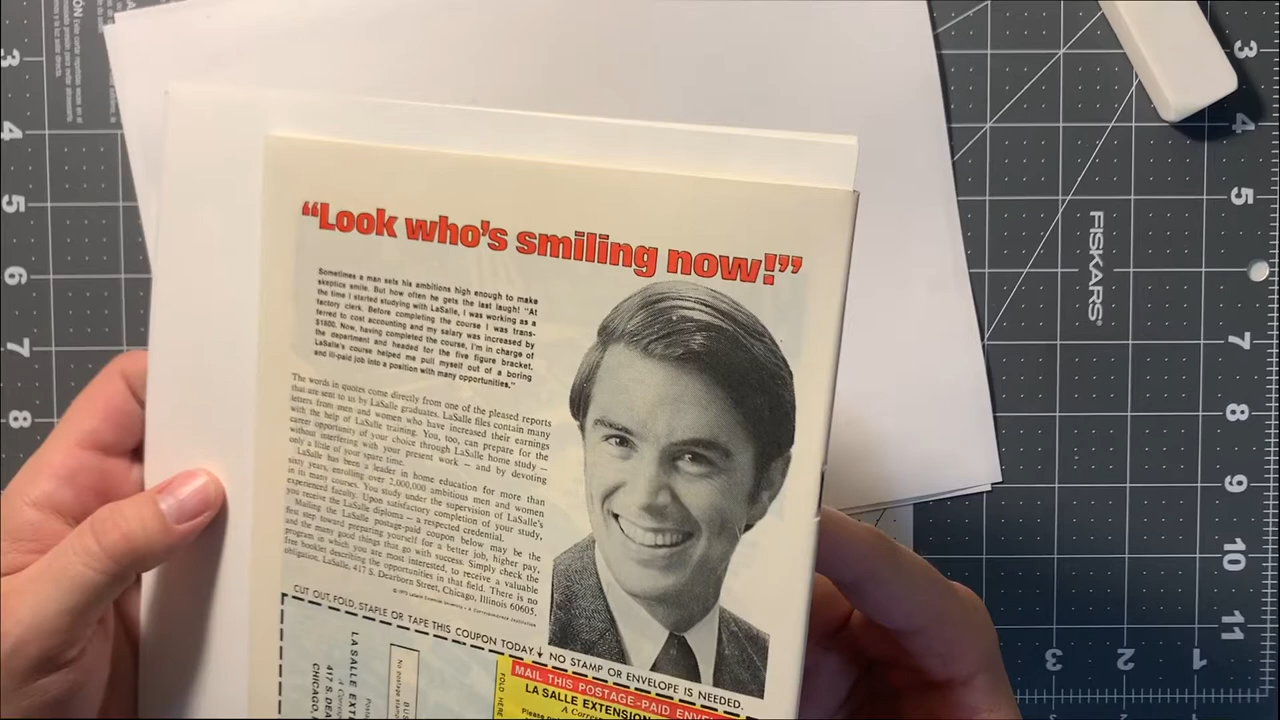 “Look who's smiling now!”
Sometimes a man sets his ambitions high enough to make
skeptics smile. But how often he gets the last laugh! "At
the time I started studying with LaSalle, I was working as a
factory clerk. Before completing the course I was trans-
ferred to cost accounting and my salary was increased by
$1800. Now, having completed the course, I'm in charge of
the department and headed for the five figure bracket.
LaSalle's course helped me pull myself out of a boring
and ill-paid job into a position with many opportunities."
The words in quotes come directly from one of the pleased reports
that are sent to us by LaSalle graduates. LaSalle files contain many
letters from men and women who have increased their earnings
with the help of LaSalle training. You, too, can prepare for the
career opportunity of your choice through LaSalle home study —
without interfering with your present work — and by devoting
only a little of your spare time.
LaSalle has been a leader in home education for more than
sixty years, enrolling over 2,000,000 ambitious men and women
in its many courses. You study under the supervision of LaSalle's
experienced faculty. Upon satisfactory completion of your study,
you receive the LaSalle diploma — a respected credential.
Mailing the LaSalle postage-paid coupon below may be the
first step toward preparing yourself for a better job, higher pay,
and the many good things that go with success. Simply check the
program in which you are most interested, to receive a valuable
free booklet describing the opportunities in that field. There is no
obligation. LaSalle, 417 S. Dearborn Street, Chicago, Illinois 60605.
© 1973 LaSalle Extension University • A Correspondence Institution
CUT OUT, FOLD, STAPLE OR TAPE THIS COUPON TODAY. NO STAMP OR ENVELOPE IS NEEDED.
MAIL THIS POSTAGE-PAID
LA SALLE EXTENSION
A
Please
FOLD HERE
No postage stamp
LA SALLE EXT
A
417 S. DEA
CHICAGO,
FISKARS
3
4
5
6
7
8
3
4
5
7
8
9
10
11
3
2
1